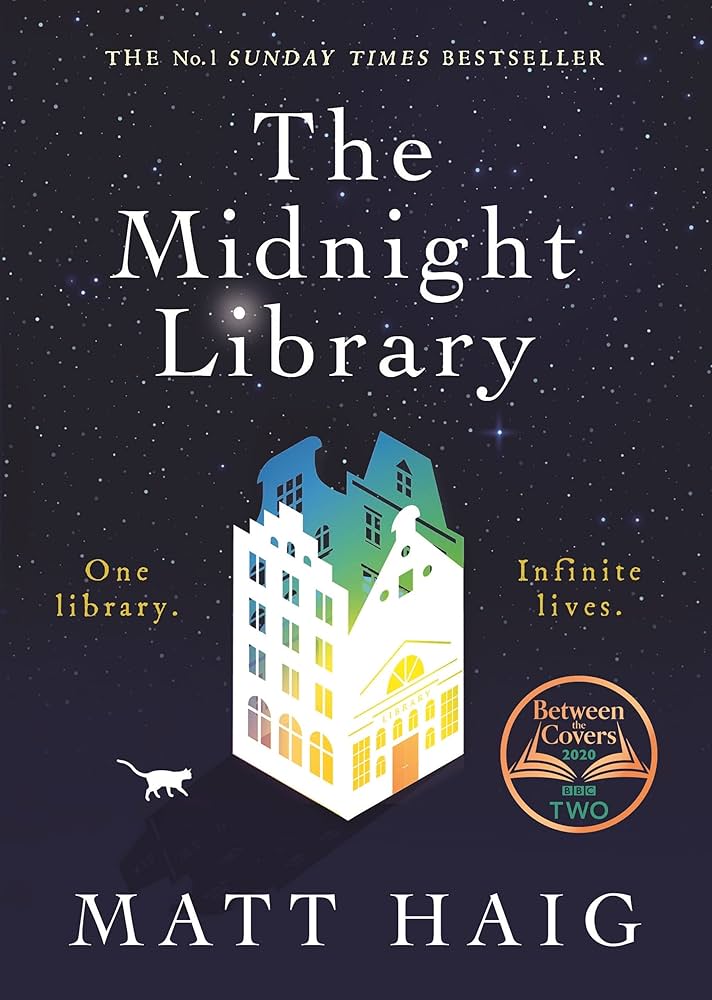 THE No.1 SUNDAY TIMES BESTSELLER
The
Midnight
Library
One
library.
Infinite
lives.
LIBRARY
Between
the
Covers
2020
BBC
TWO
MATT HAIG